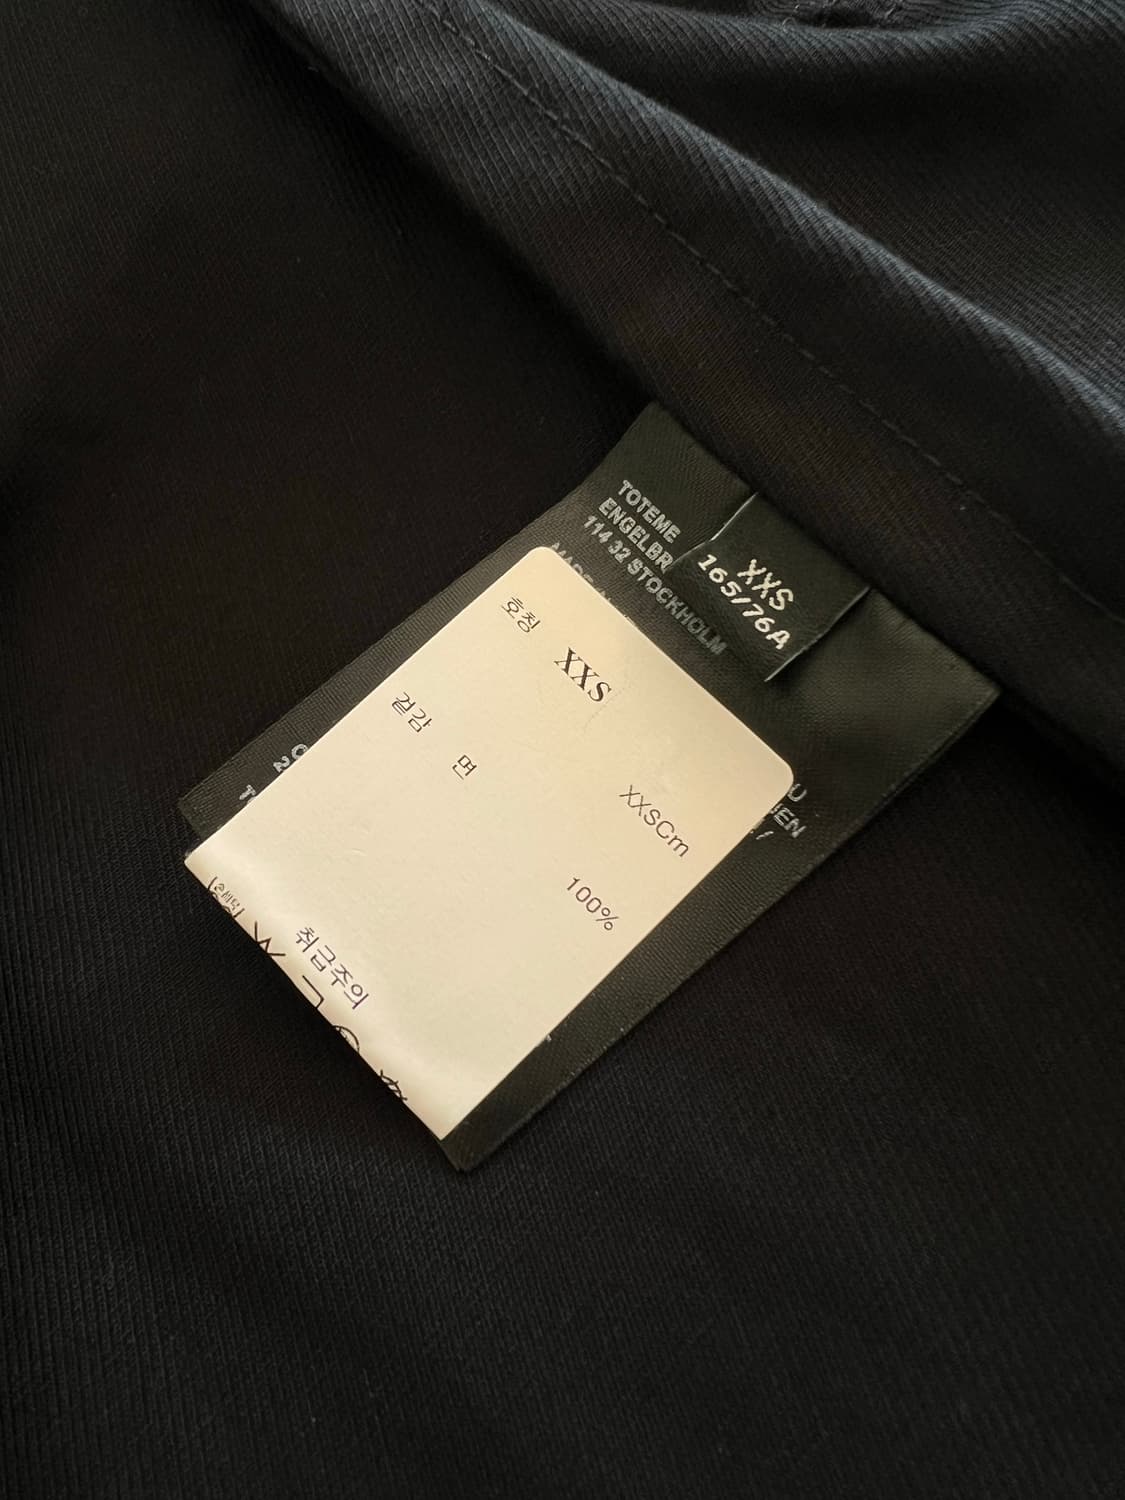 TOTEME
ENGELBR
114 32 STOCKHOLM
XXS
165/76A
호칭 XXS
XXSCm
겉감 면 100%
취급주의